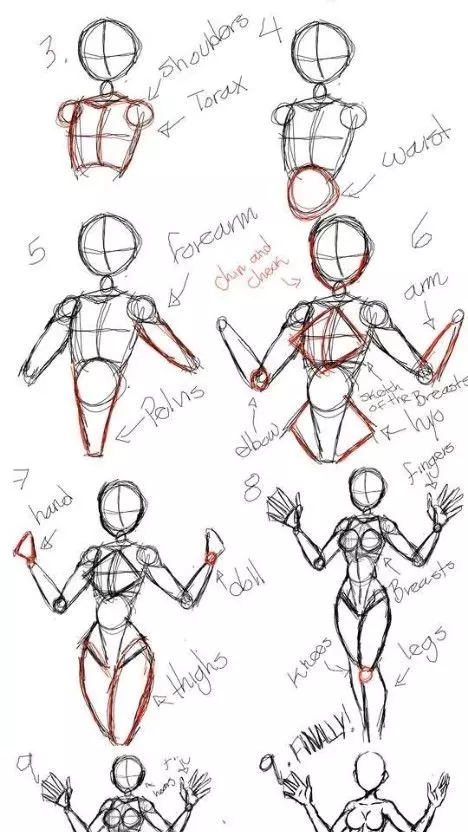 3.
Shoulders
Torax
4
waist
5
forearm
Pelvis
6
chin and
cheek
arm
elbow
sketch
of the Breasts
hyp
7
hand
doll
thighs
8
fingers
Breasts
Knees
legs
9
9. FINALLY!